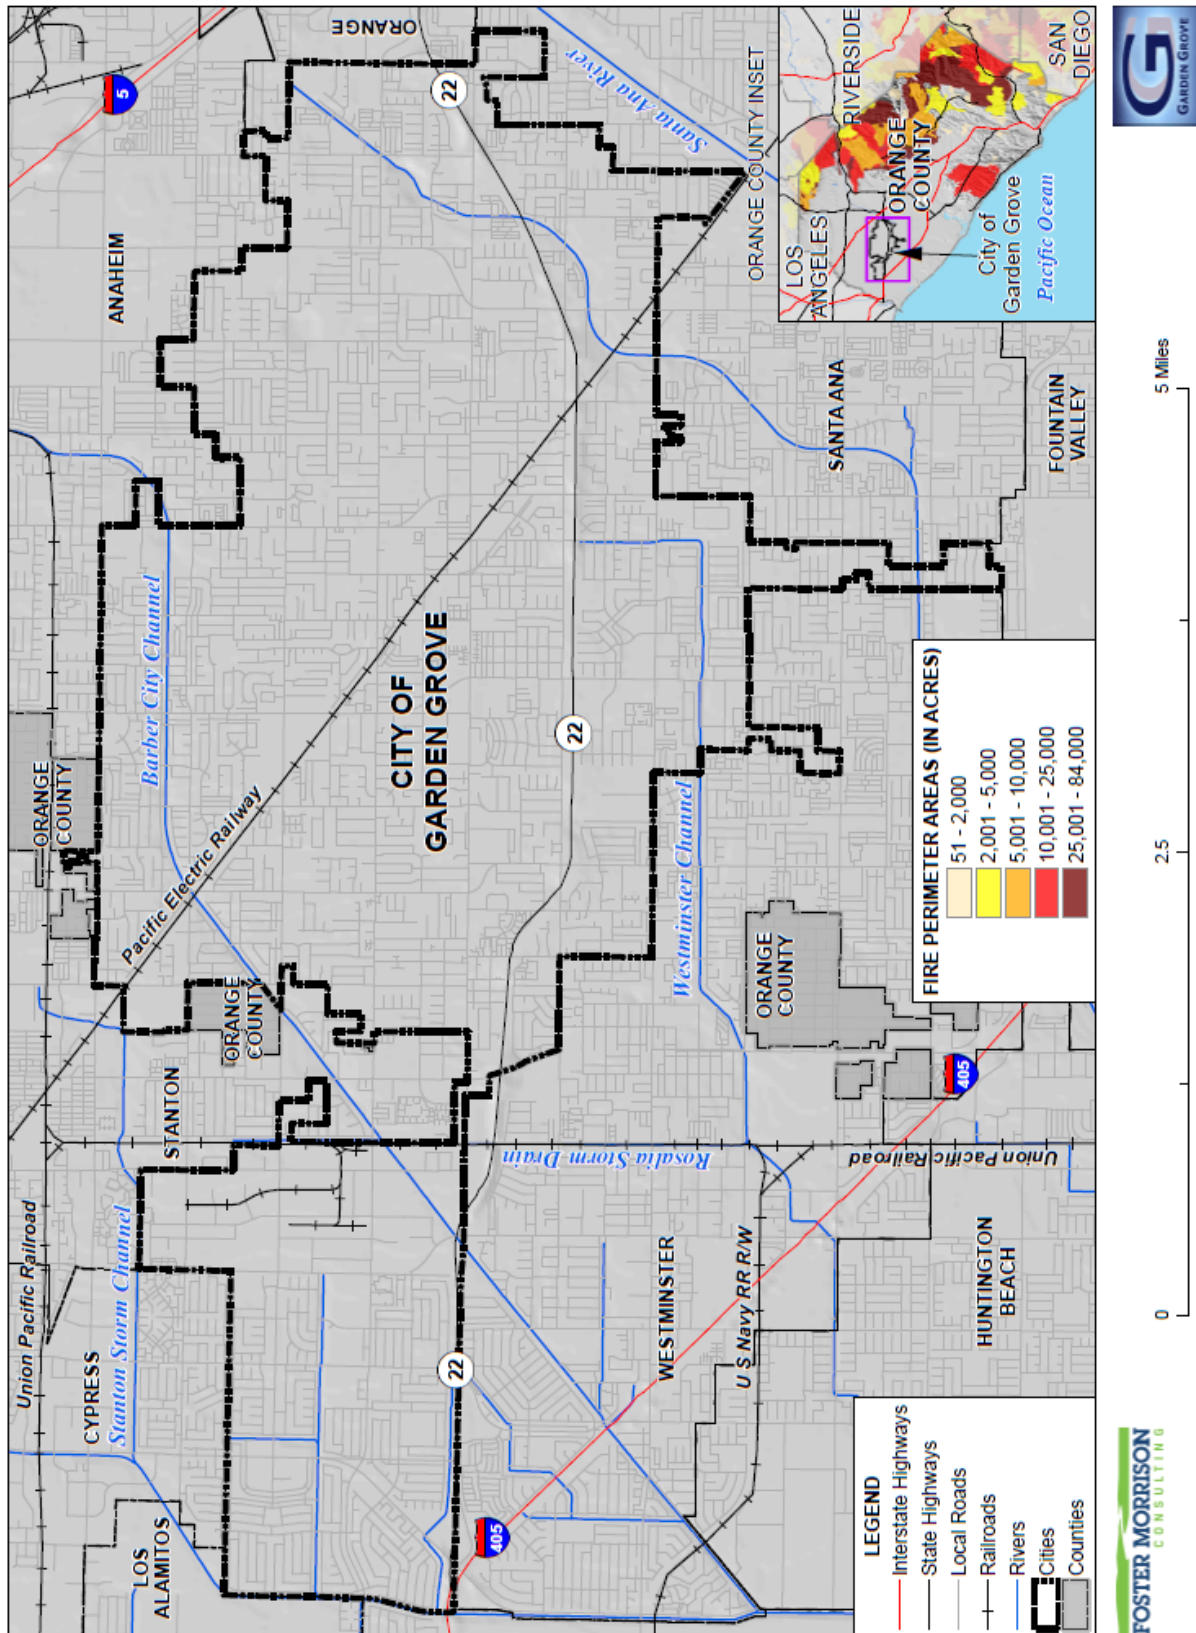 ORANGE
5
ANAHEIM
22
Santa Ana River
ORANGE COUNTY INSET
RIVERSIDE
SAN
DIEGO
ORANGE
COUNTY
LOS
ANGELES
City of
Garden Grove
Pacific Ocean
G
GARDEN GROVE
ORANGE
COUNTY
Barber City Channel
Pacific Electric Railway
CITY OF
GARDEN GROVE
22
SANTA ANA
FOUNTAIN
VALLEY
ORANGE
COUNTY
Westminster Channel
ORANGE
COUNTY
STANTON
Rosalia Storm Drain
Union Pacific Railroad
Union Pacific Railroad
405
Union Pacific Railroad
CYPRESS
Stanton Storm Channel
LOS
ALAMITOS
22
405
WESTMINSTER
U S Navy RR R/W
HUNTINGTON
BEACH
FIRE PERIMETER AREAS (IN ACRES)
51 - 2,000
2,001 - 5,000
5,001 - 10,000
10,001 - 25,000
25,001 - 84,000
LEGEND
Interstate Highways
State Highways
Local Roads
Railroads
Rivers
Cities
Counties
0
2.5
5 Miles
FOSTER MORRISON
CONSULTING